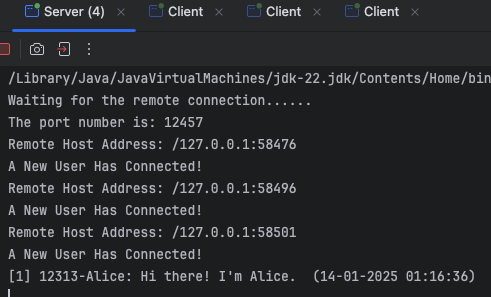 Server (4) Client Client Client
/Library/Java/JavaVirtualMachines/jdk-22.jdk/Contents/Home/bin
Waiting for the remote connection......
The port number is: 12457
Remote Host Address: /127.0.0.1:58476
A New User Has Connected!
Remote Host Address: /127.0.0.1:58496
A New User Has Connected!
Remote Host Address: /127.0.0.1:58501
A New User Has Connected!
[1] 12313-Alice: Hi there! I'm Alice.  (14-01-2025 01:16:36)